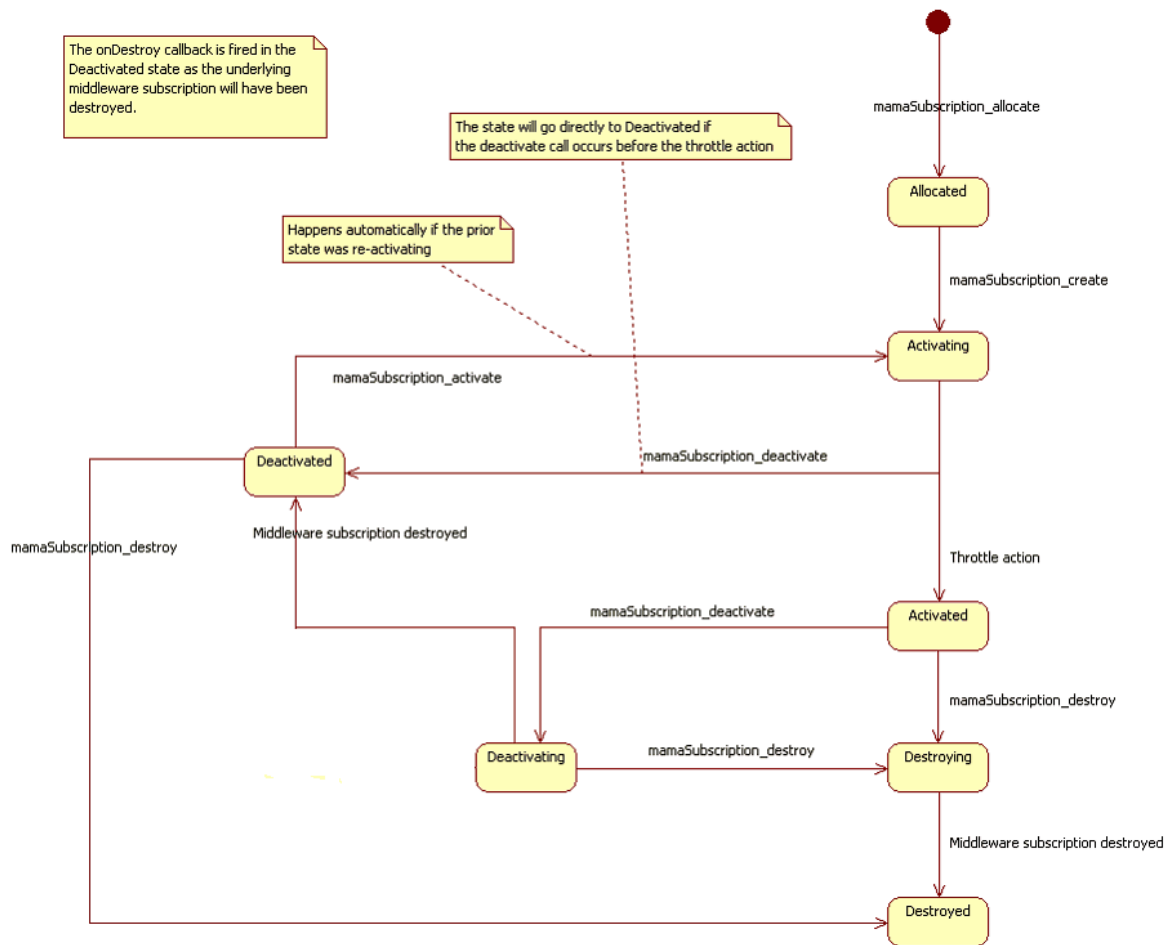 The onDestroy callback is fired in the
Deactivated state as the underlying
middleware subscription will have been
destroyed.
mamaSubscription_allocate
The state will go directly to Deactivated if
the deactivate call occurs before the throttle action
Allocated
Happens automatically if the prior
state was re-activating
mamaSubscription_create
Activating
mamaSubscription_activate
Deactivated
mamaSubscription_deactivate
Middleware subscription destroyed
mamaSubscription_destroy
Throttle action
mamaSubscription_deactivate
Activated
mamaSubscription_destroy
Deactivating
mamaSubscription_destroy
Destroying
Middleware subscription destroyed
Destroyed